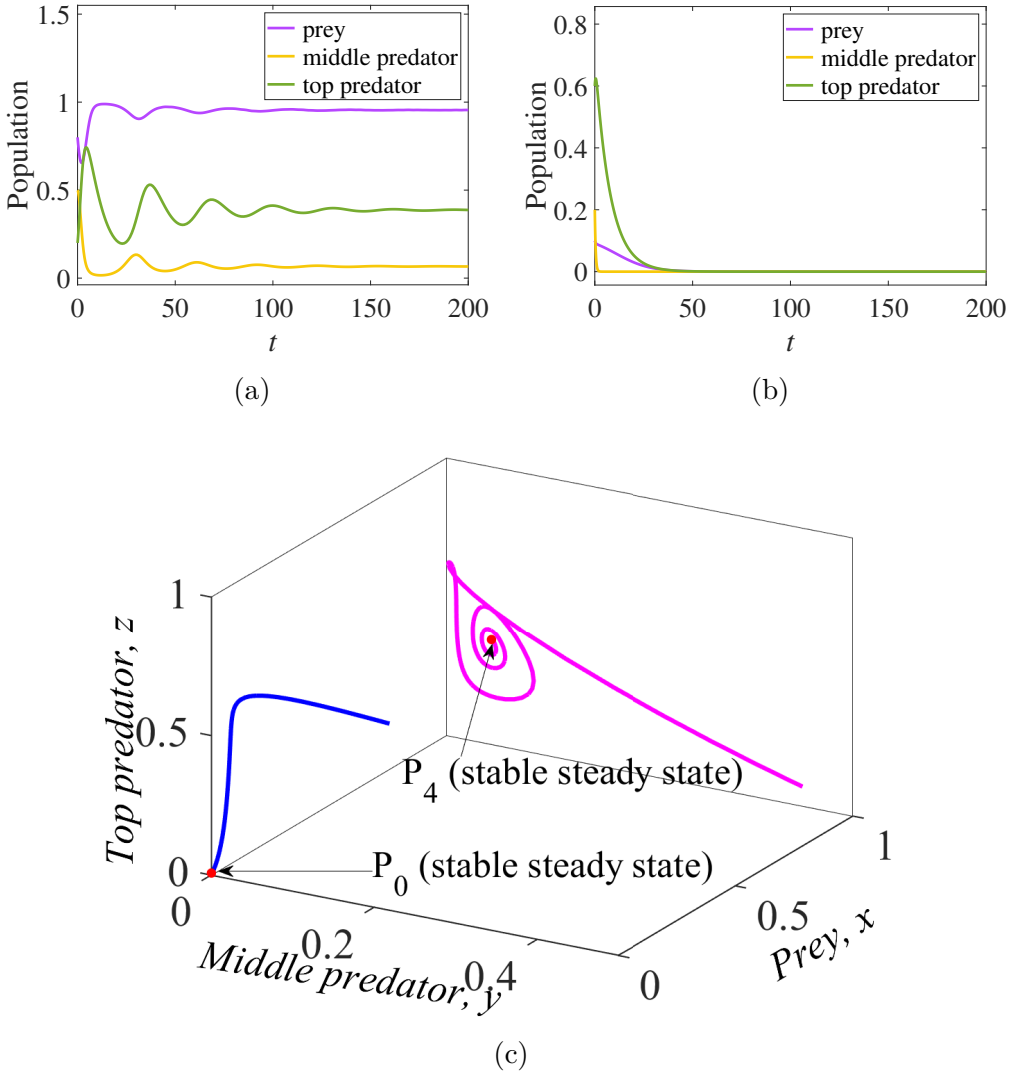 1.5
1
0.5
0
Population
prey
middle predator
top predator
0 50 100 150 200
t
(a)
0.8
0.6
0.4
0.2
0
Population
prey
middle predator
top predator
0 50 100 150 200
t
(b)
1
0.5
0
Top predator, z
P4 (stable steady state)
P0 (stable steady state)
0
0.2
0.4
Middle predator, y
0
0.5
1
Prey, x
(c)